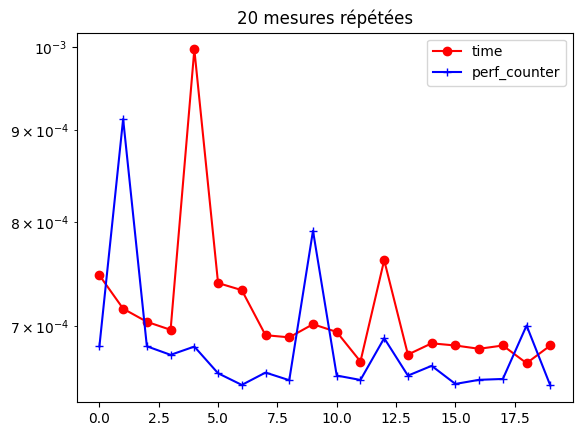 20 mesures répétées
time
perf_counter
10⁻³
9 × 10⁻⁴
8 × 10⁻⁴
7 × 10⁻⁴
0.0 2.5 5.0 7.5 10.0 12.5 15.0 17.5